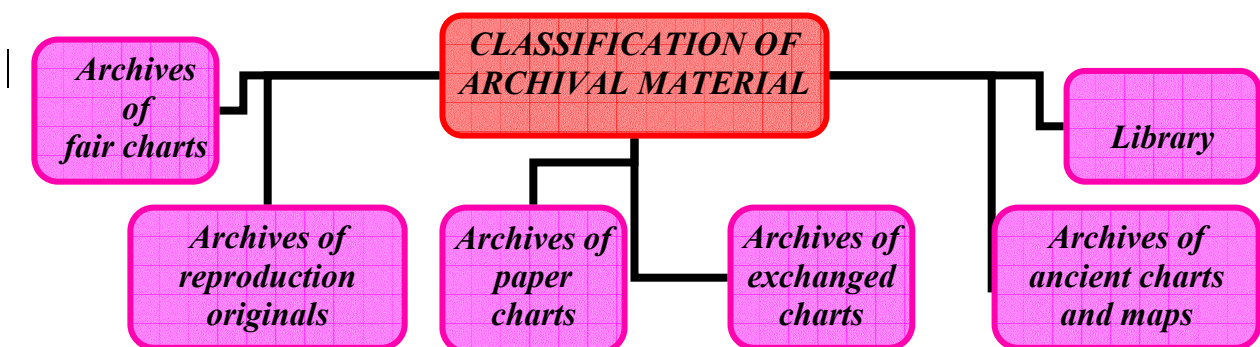 CLASSIFICATION OF
ARCHIVAL MATERIAL
Archives
of
fair charts
Library
Archives of
reproduction
originals
Archives of
paper
charts
Archives of
exchanged
charts
Archives of
ancient charts
and maps